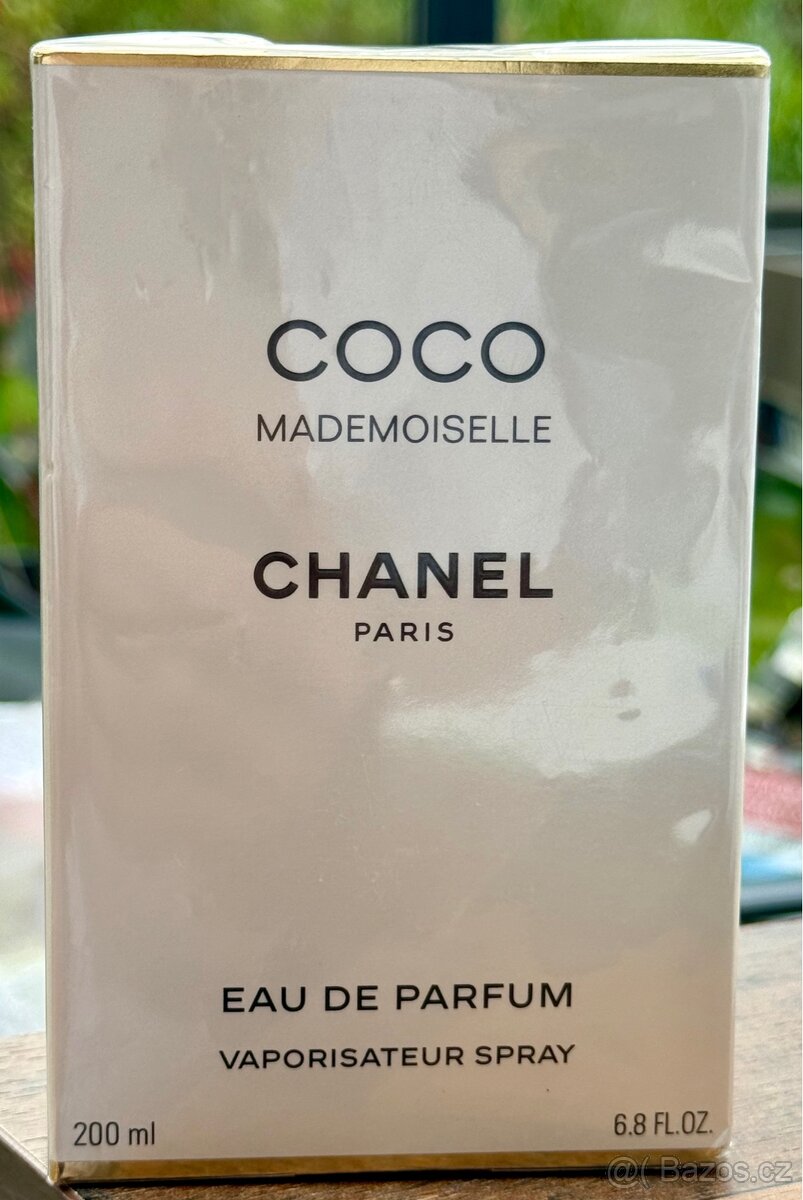 COCO
MADEMOISELLE
CHANEL
PARIS
EAU DE PARFUM
VAPORISATEUR SPRAY
200 ml
6.8 FL.OZ.
@( Bazos.cz